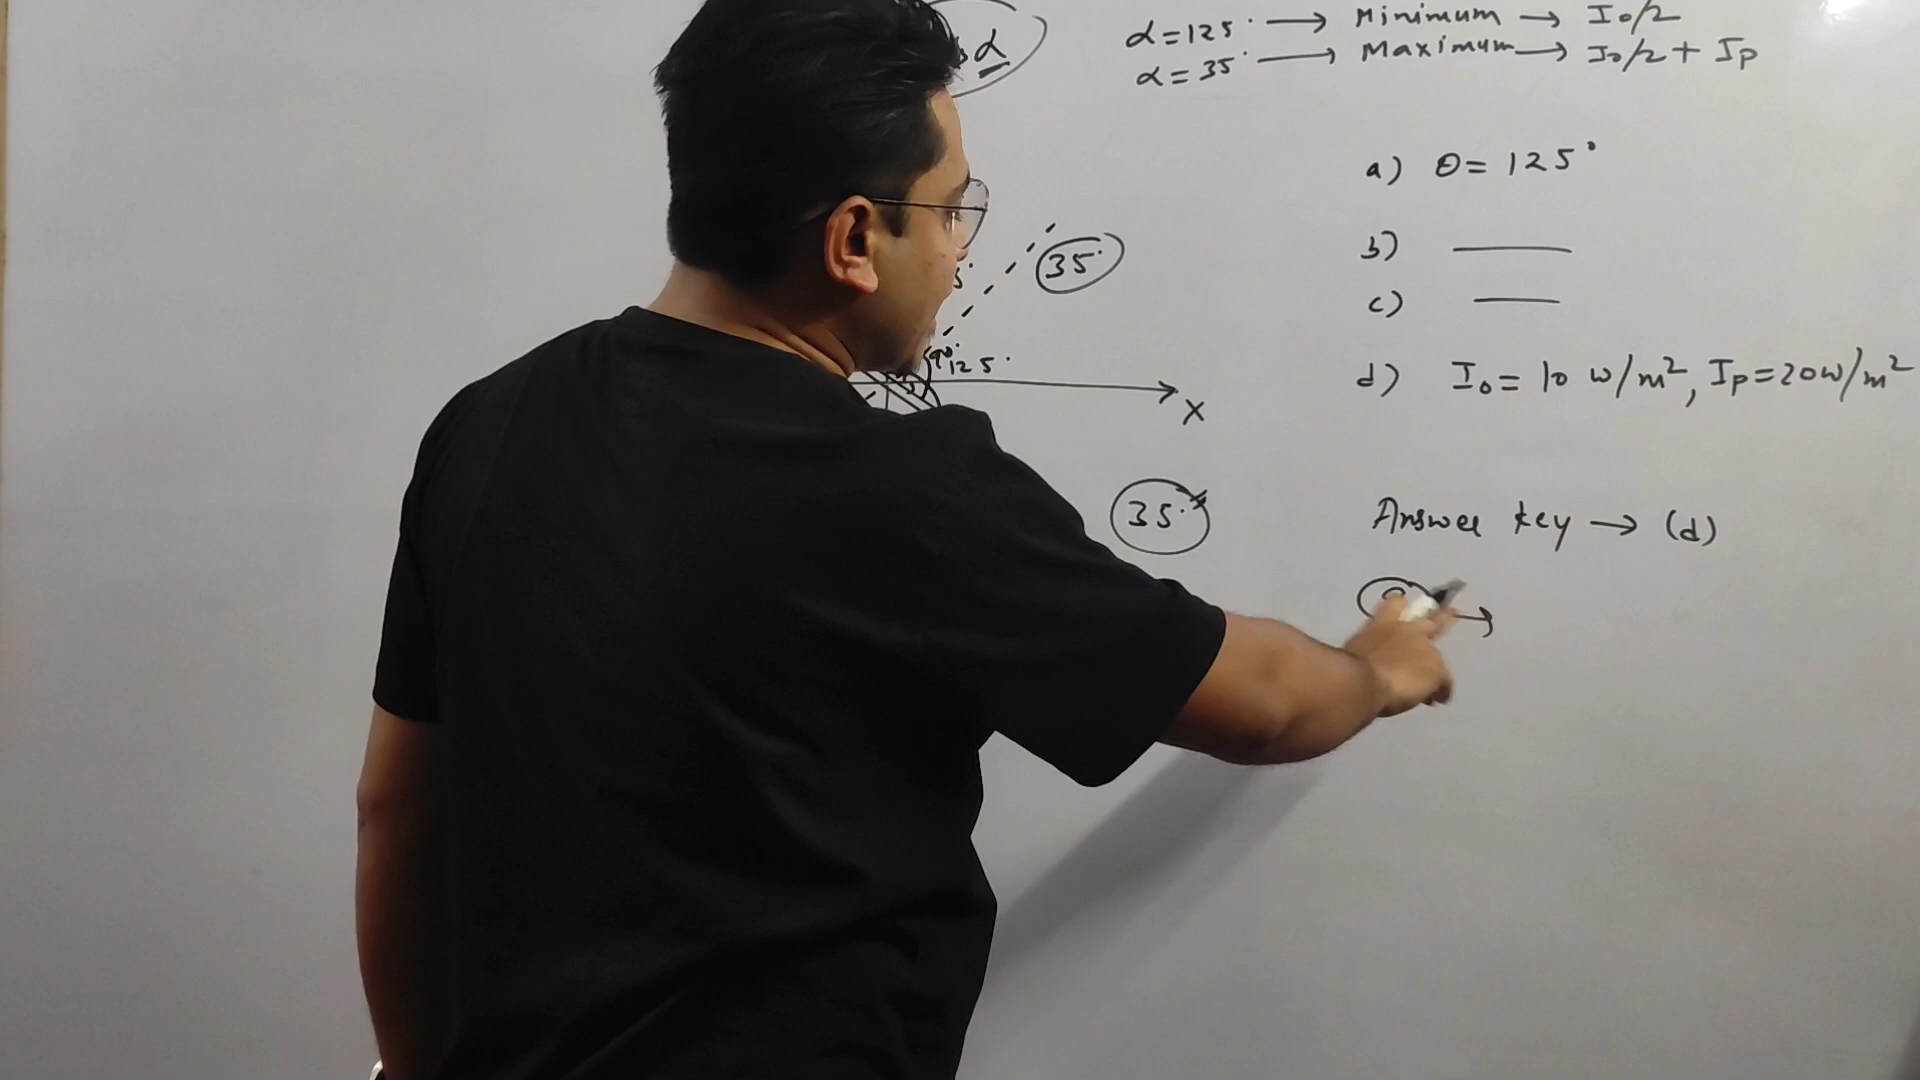 α = 125° → Minimum → I₀/2
α = 35° → Maximum → I₀/2 + Iₚ
α
a) θ = 125°
b)
c)
d) I₀ = 10 w/m², Iₚ = 20w/m²
35°
90°
125°
X
35°
Answer key → (d)
→